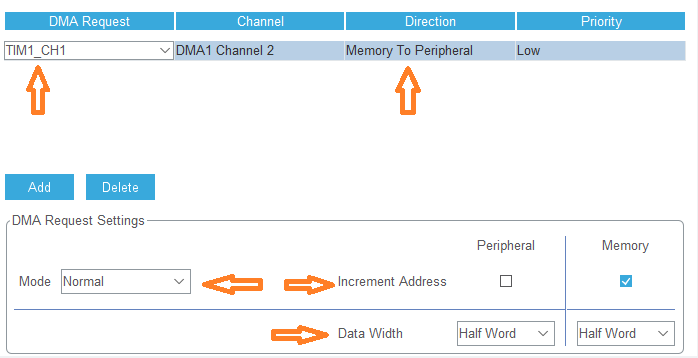 DMA Request Channel Direction Priority
TIM1_CH1 DMA1 Channel 2 Memory To Peripheral Low
Add Delete
DMA Request Settings
Peripheral Memory
Mode Normal Increment Address
Data Width Half Word Half Word